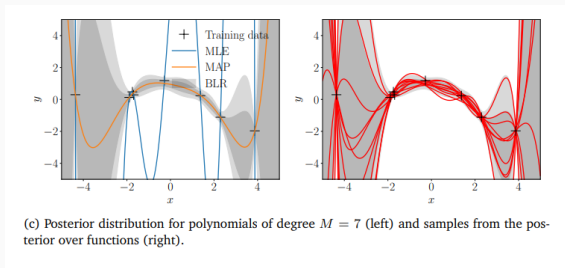 4
2
0
−2
−4
y
−4
−2
0
2
4
x
Training data
MLE
MAP
BLR
4
2
0
−2
−4
y
−4
−2
0
2
4
x
(c) Posterior distribution for polynomials of degree M = 7 (left) and samples from the pos-
terior over functions (right).